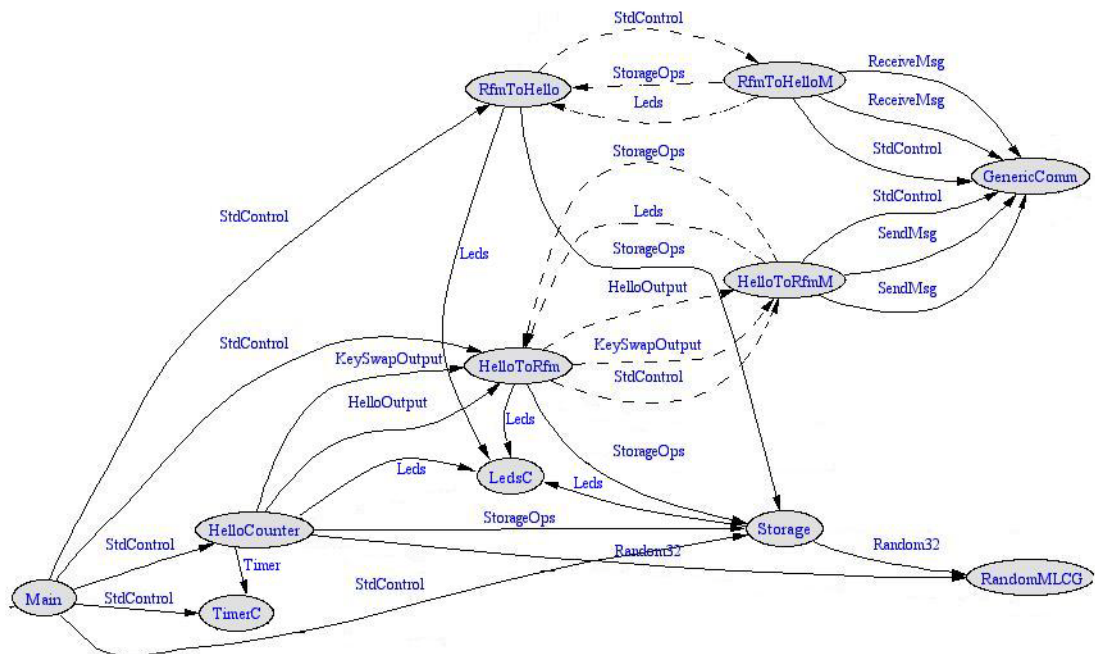 StdControl
ReceiveMsg
StorageOps
RfmToHelloM
RfmToHello
ReceiveMsg
Leds
StdControl
StorageOps
GenericComm
StdControl
Leds
StdControl
SendMsg
Leds
StorageOps
HelloToRfmM
HelloOutput
SendMsg
StdControl
KeySwapOutput
KeySwapOutput
HelloToRfm
StdControl
HelloOutput
Leds
StorageOps
Leds
LedsC
Leds
StorageOps
HelloCounter
Storage
StdControl
Timer
Random32
Random32
StdControl
StdControl
Main
TimerC
RandomMLCG